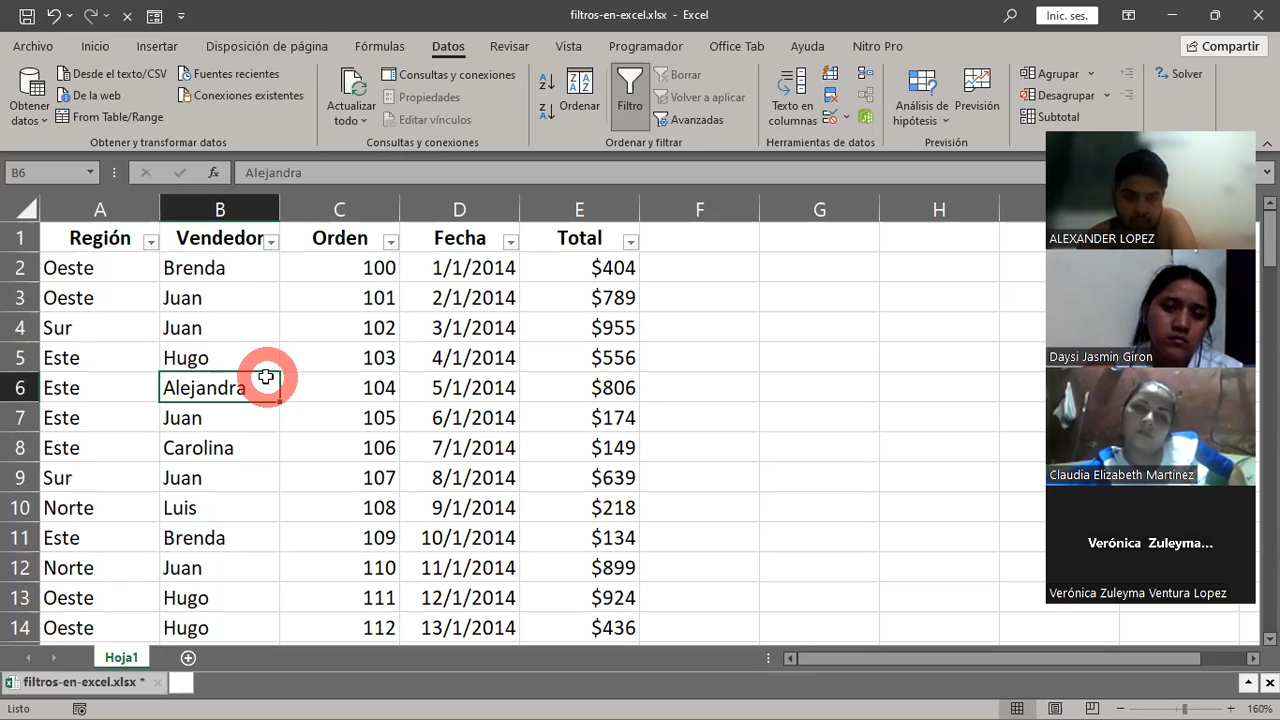 filtros-en-excel.xlsx - Excel
Inic. ses.
Archivo Inicio Insertar Disposición de página Fórmulas Datos Revisar Vista Programador Office Tab Ayuda Nitro Pro Compartir
Obtener datos
Desde el texto/CSV
De la web
From Table/Range
Fuentes recientes
Conexiones existentes
Obtener y transformar datos
Actualizar todo
Consultas y conexiones
Propiedades
Editar vínculos
Consultas y conexiones
Ordenar
Filtro
Borrar
Volver a aplicar
Avanzadas
Ordenar y filtrar
Texto en columnas
Herramientas de datos
Análisis de hipótesis
Previsión
Previsión
Agrupar
Desagrupar
Subtotal
Solver
B6 fx Alejandra
A B C D E F G H
1 Región Vendedor Orden Fecha Total
2 Oeste Brenda 100 1/1/2014 $404
3 Oeste Juan 101 2/1/2014 $789
4 Sur Juan 102 3/1/2014 $955
5 Este Hugo 103 4/1/2014 $556
6 Este Alejandra 104 5/1/2014 $806
7 Este Juan 105 6/1/2014 $174
8 Este Carolina 106 7/1/2014 $149
9 Sur Juan 107 8/1/2014 $639
10 Norte Luis 108 9/1/2014 $218
11 Este Brenda 109 10/1/2014 $134
12 Norte Juan 110 11/1/2014 $899
13 Oeste Hugo 111 12/1/2014 $924
14 Oeste Hugo 112 13/1/2014 $436
ALEXANDER LOPEZ
Daysi Jasmin Giron
Claudia Elizabeth Martinez
Verónica Zuleyma...
Verónica Zuleyma Ventura Lopez
Hoja1
filtros-en-excel.xlsx *
Listo
160%